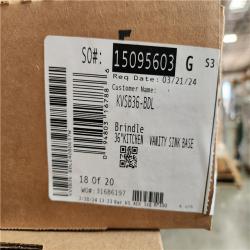 SO#: 15095603 G S3
Req Date: 03/21/24
Customer Name:
KVSB36-BDL
Brindle
36"KITCHEN VANITY SINK BASE
18 Of 20
WO#: 31686197